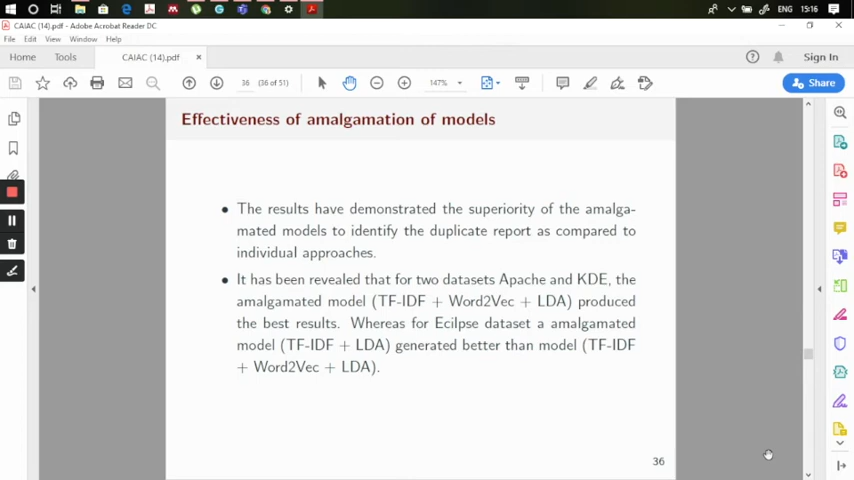 15:16
CAIAC (14).pdf - Adobe Acrobat Reader DC
File Edit View Window Help
Home Tools CAIAC (14).pdf × Sign In
36 (36 of 51) 147% Share
Effectiveness of amalgamation of models
• The results have demonstrated the superiority of the amalga-
mated models to identify the duplicate report as compared to
individual approaches.
• It has been revealed that for two datasets Apache and KDE, the
amalgamated model (TF-IDF + Word2Vec + LDA) produced
the best results. Whereas for Ecilpse dataset a amalgamated
model (TF-IDF + LDA) generated better than model (TF-IDF
+ Word2Vec + LDA).
36